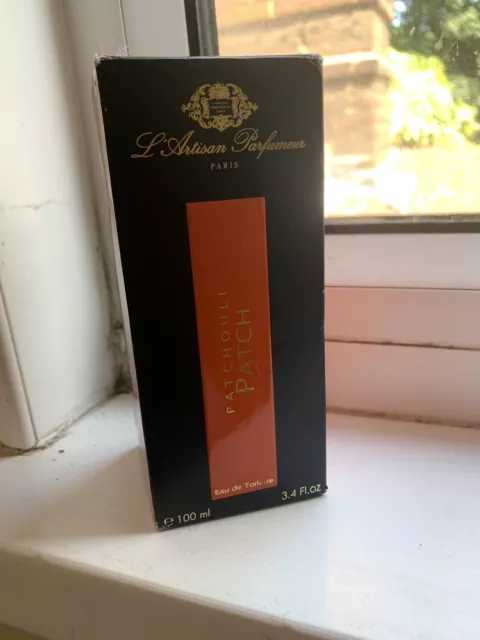 L'Artisan Parfumeur
PARIS
PATCHOULI
PATCH
Eau de Toilette
e 100 ml
3.4 Fl.oz